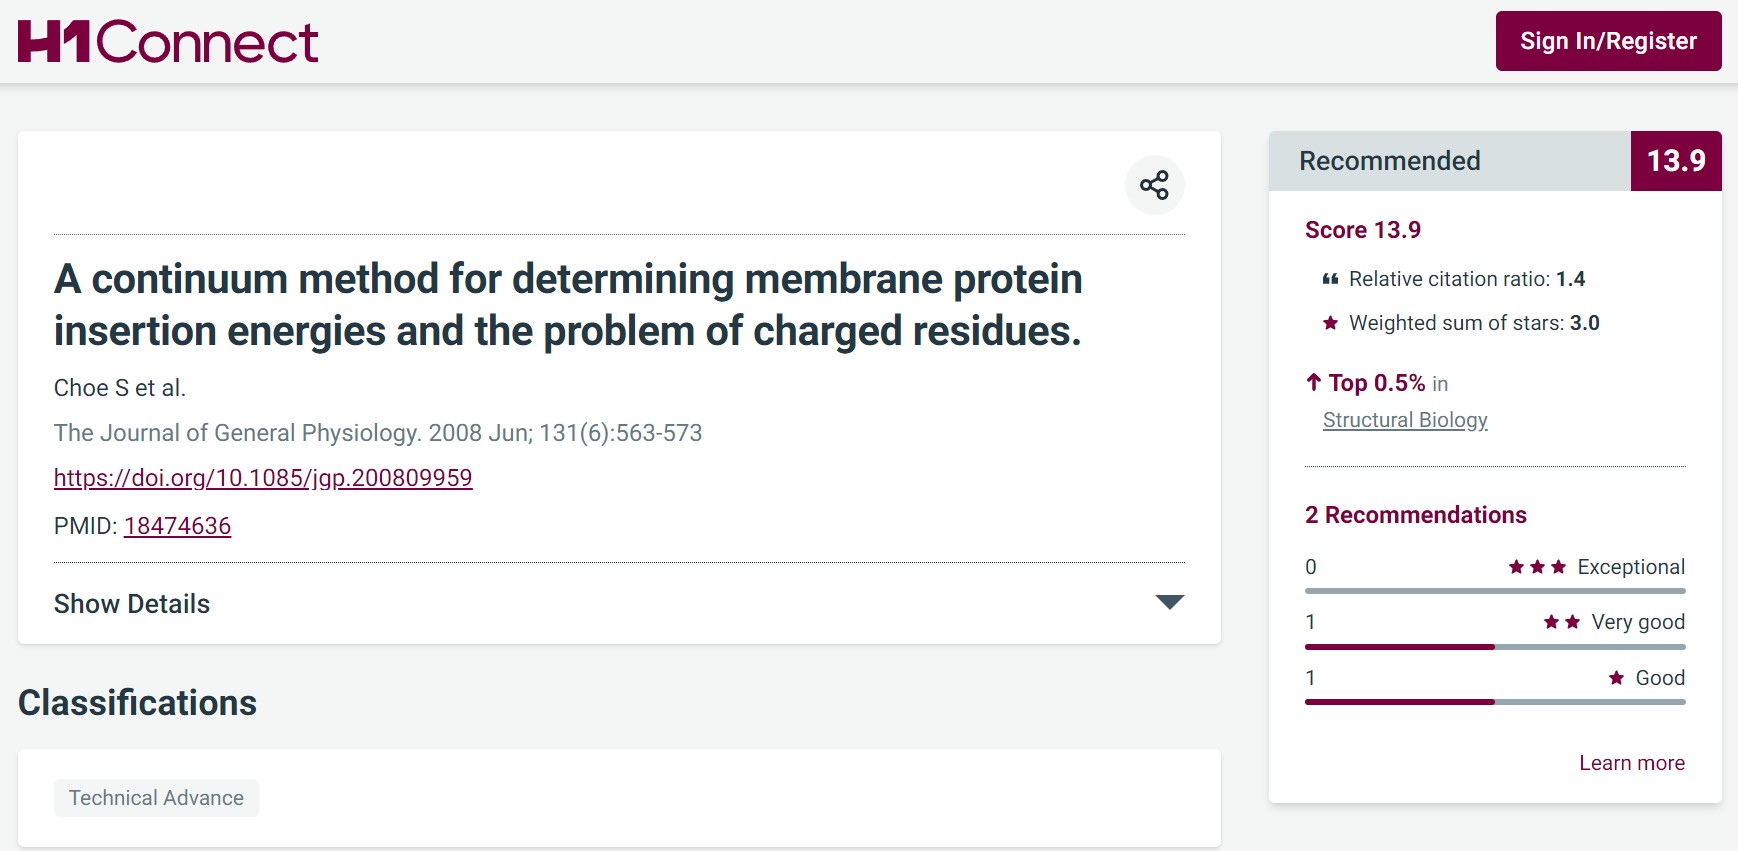 H1Connect
Sign In/Register
A continuum method for determining membrane protein
insertion energies and the problem of charged residues.
Choe S et al.
The Journal of General Physiology. 2008 Jun; 131(6):563-573
https://doi.org/10.1085/jgp.200809959
PMID: 18474636
Show Details
Classifications
Technical Advance
Recommended 13.9
Score 13.9
Relative citation ratio: 1.4
Weighted sum of stars: 3.0
Top 0.5% in
Structural Biology
2 Recommendations
0 Exceptional
1 Very good
1 Good
Learn more